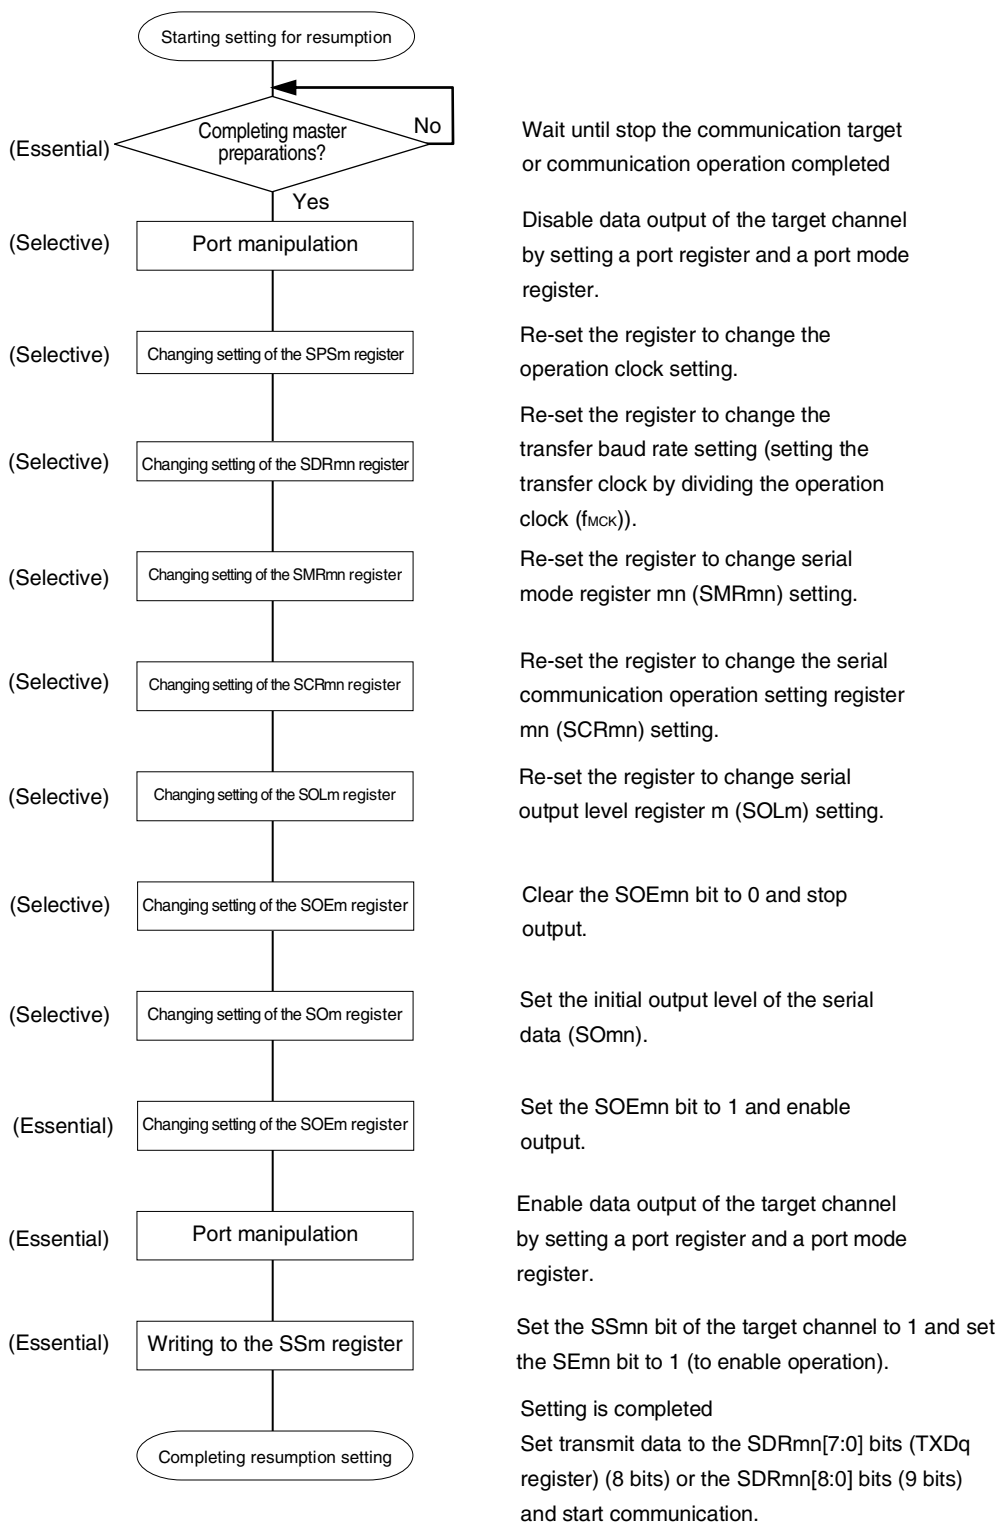 Starting setting for resumption
(Essential)
Completing master
preparations?
No
Wait until stop the communication target
or communication operation completed
Yes
(Selective)
Port manipulation
Disable data output of the target channel
by setting a port register and a port mode
register.
(Selective)
Changing setting of the SPSm register
Re-set the register to change the
operation clock setting.
(Selective)
Changing setting of the SDRmn register
Re-set the register to change the
transfer baud rate setting (setting the
transfer clock by dividing the operation
clock (fMCK)).
(Selective)
Changing setting of the SMRmn register
Re-set the register to change serial
mode register mn (SMRmn) setting.
(Selective)
Changing setting of the SCRmn register
Re-set the register to change the serial
communication operation setting register
mn (SCRmn) setting.
(Selective)
Changing setting of the SOLm register
Re-set the register to change serial
output level register m (SOLm) setting.
(Selective)
Changing setting of the SOEm register
Clear the SOEmn bit to 0 and stop
output.
(Selective)
Changing setting of the SOm register
Set the initial output level of the serial
data (SOmn).
(Essential)
Changing setting of the SOEm register
Set the SOEmn bit to 1 and enable
output.
(Essential)
Port manipulation
Enable data output of the target channel
by setting a port register and a port mode
register.
(Essential)
Writing to the SSm register
Set the SSmn bit of the target channel to 1 and set
the SEmn bit to 1 (to enable operation).
Completing resumption setting
Setting is completed
Set transmit data to the SDRmn[7:0] bits (TXDq
register) (8 bits) or the SDRmn[8:0] bits (9 bits)
and start communication.